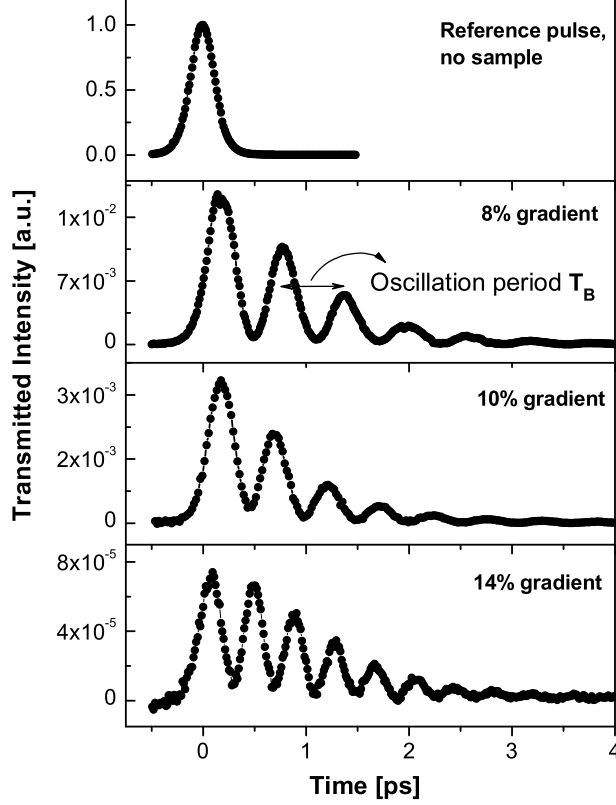 Transmitted Intensity [a.u.]
1.0
0.5
0.0
Reference pulse,
no sample
1x10⁻²
7x10⁻³
0
8% gradient
Oscillation period T_B
3x10⁻³
2x10⁻³
0
10% gradient
8x10⁻⁵
4x10⁻⁵
0
14% gradient
0 1 2 3 4
Time [ps]